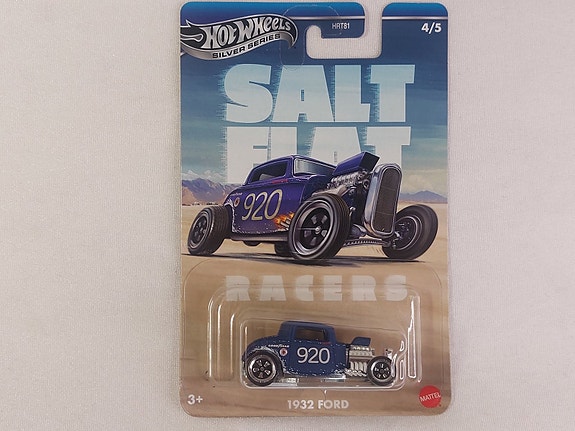 HOT WHEELS
SILVER SERIES
HRT81
4/5
SALT
FLAT
920
RACERS
GOODYEAR
920
3+
1932 FORD
MATTEL